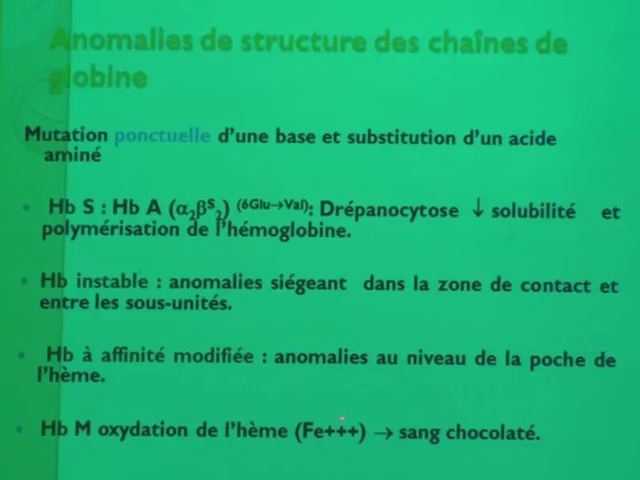 Anomalies de structure des chaînes de
globine
Mutation ponctuelle d'une base et substitution d'un acide
aminé
• Hb S : Hb A (α₂βˢ₂) ⁽⁶ᴳˡᵘ→ⱽᵃˡ⁾: Drépanocytose ↓ solubilité et
polymérisation de l'hémoglobine.
• Hb instable : anomalies siégeant dans la zone de contact et
entre les sous-unités.
• Hb à affinité modifiée : anomalies au niveau de la poche de
l'hème.
• Hb M oxydation de l'hème (Fe+++) → sang chocolaté.